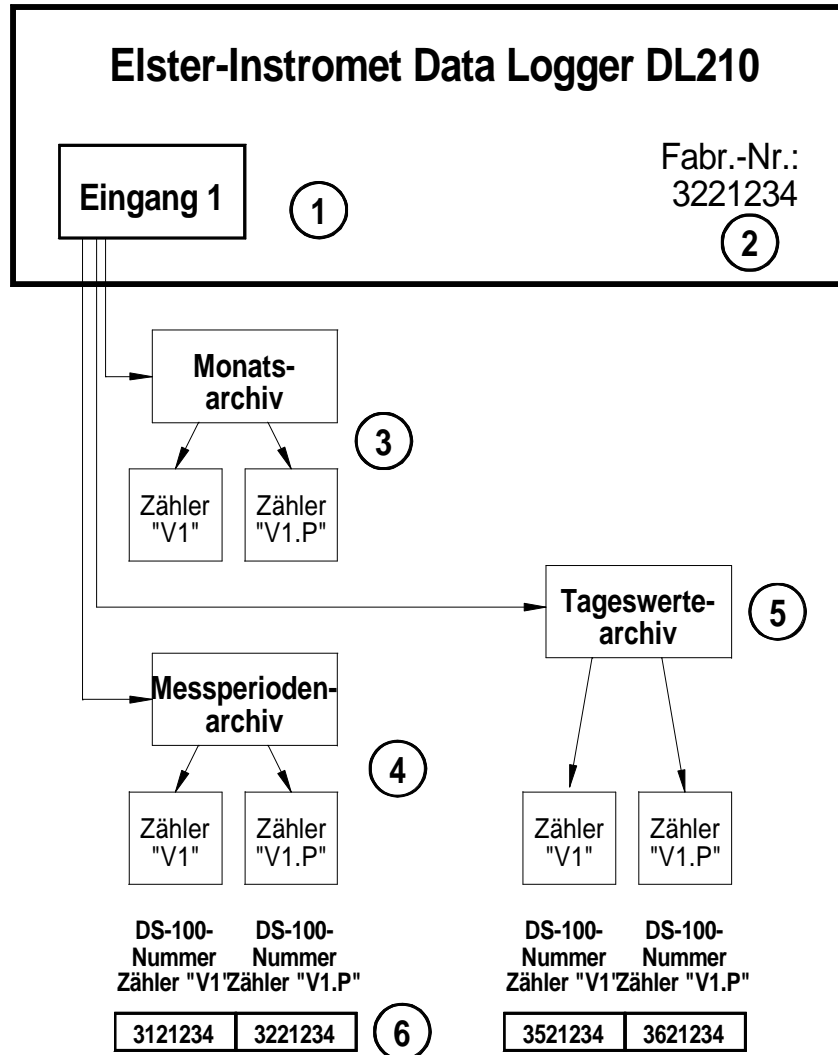 Elster-Instromet Data Logger DL210
Eingang 1
1
Fabr.-Nr.:
3221234
2
Monats-
archiv
3
Zähler
"V1"
Zähler
"V1.P"
Tageswerte-
archiv
5
Messperioden-
archiv
4
Zähler
"V1"
Zähler
"V1.P"
Zähler
"V1"
Zähler
"V1.P"
DS-100-
Nummer
Zähler "V1"
DS-100-
Nummer
Zähler "V1.P"
DS-100-
Nummer
Zähler "V1"
DS-100-
Nummer
Zähler "V1.P"
3121234
3221234
6
3521234
3621234